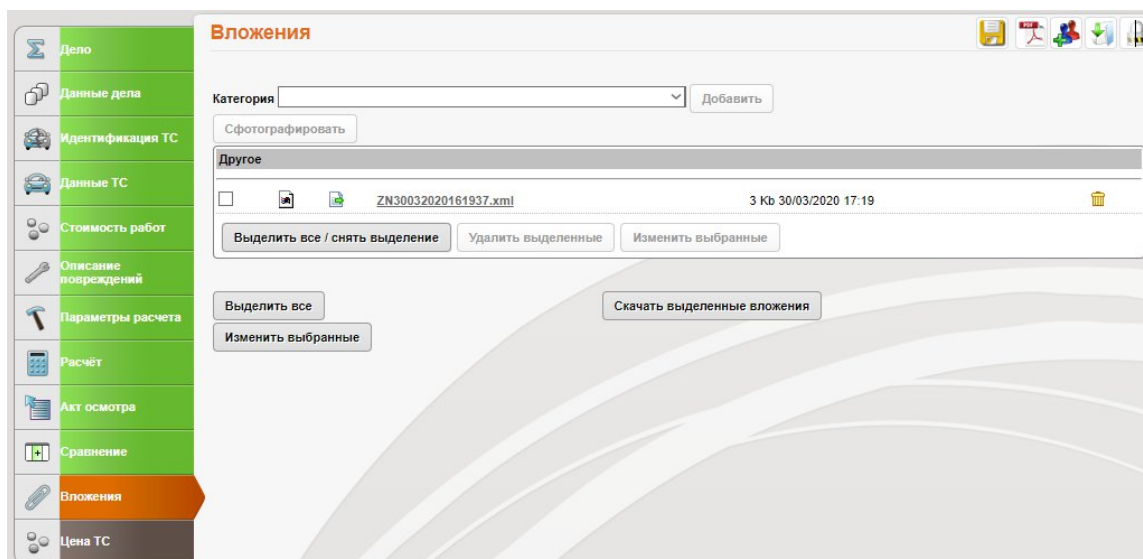 Вложения
PDF
Дело
Данные дела
Идентификация ТС
Данные ТС
Стоимость работ
Описание
повреждений
Параметры расчета
Расчёт
Акт осмотра
Сравнение
Вложения
Цена ТС
Категория
Добавить
Сфотографировать
Другое
ZN30032020161937.xml 3 Kb 30/03/2020 17:19
Выделить все / снять выделение Удалить выделенные Изменить выбранные
Выделить все Скачать выделенные вложения
Изменить выбранные